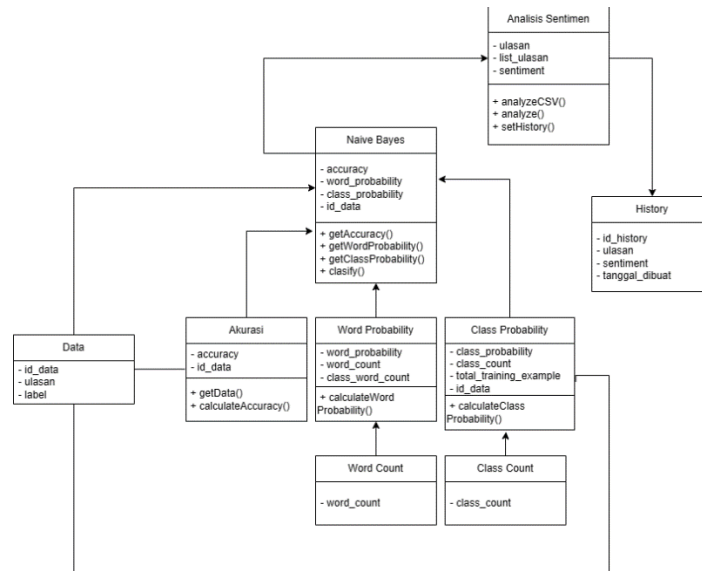 Analisis Sentimen
- ulasan
- list_ulasan
- sentiment
+ analyzeCSV()
+ analyze()
+ setHistory()
Naive Bayes
- accuracy
- word_probability
- class_probability
- id_data
+ getAccuracy()
+ getWordProbability()
+ getClassProbability()
+ clasify()
History
- id_history
- ulasan
- sentiment
- tanggal_dibuat
Data
- id_data
- ulasan
- label
Akurasi
- accuracy
- id_data
+ getData()
+ calculateAccuracy()
Word Probability
- word_probability
- word_count
- class_word_count
+ calculateWord
Probability()
Class Probability
- class_probability
- class_count
- total_training_example
- id_data
+ calculateClass
Probability()
Word Count
- word_count
Class Count
- class_count